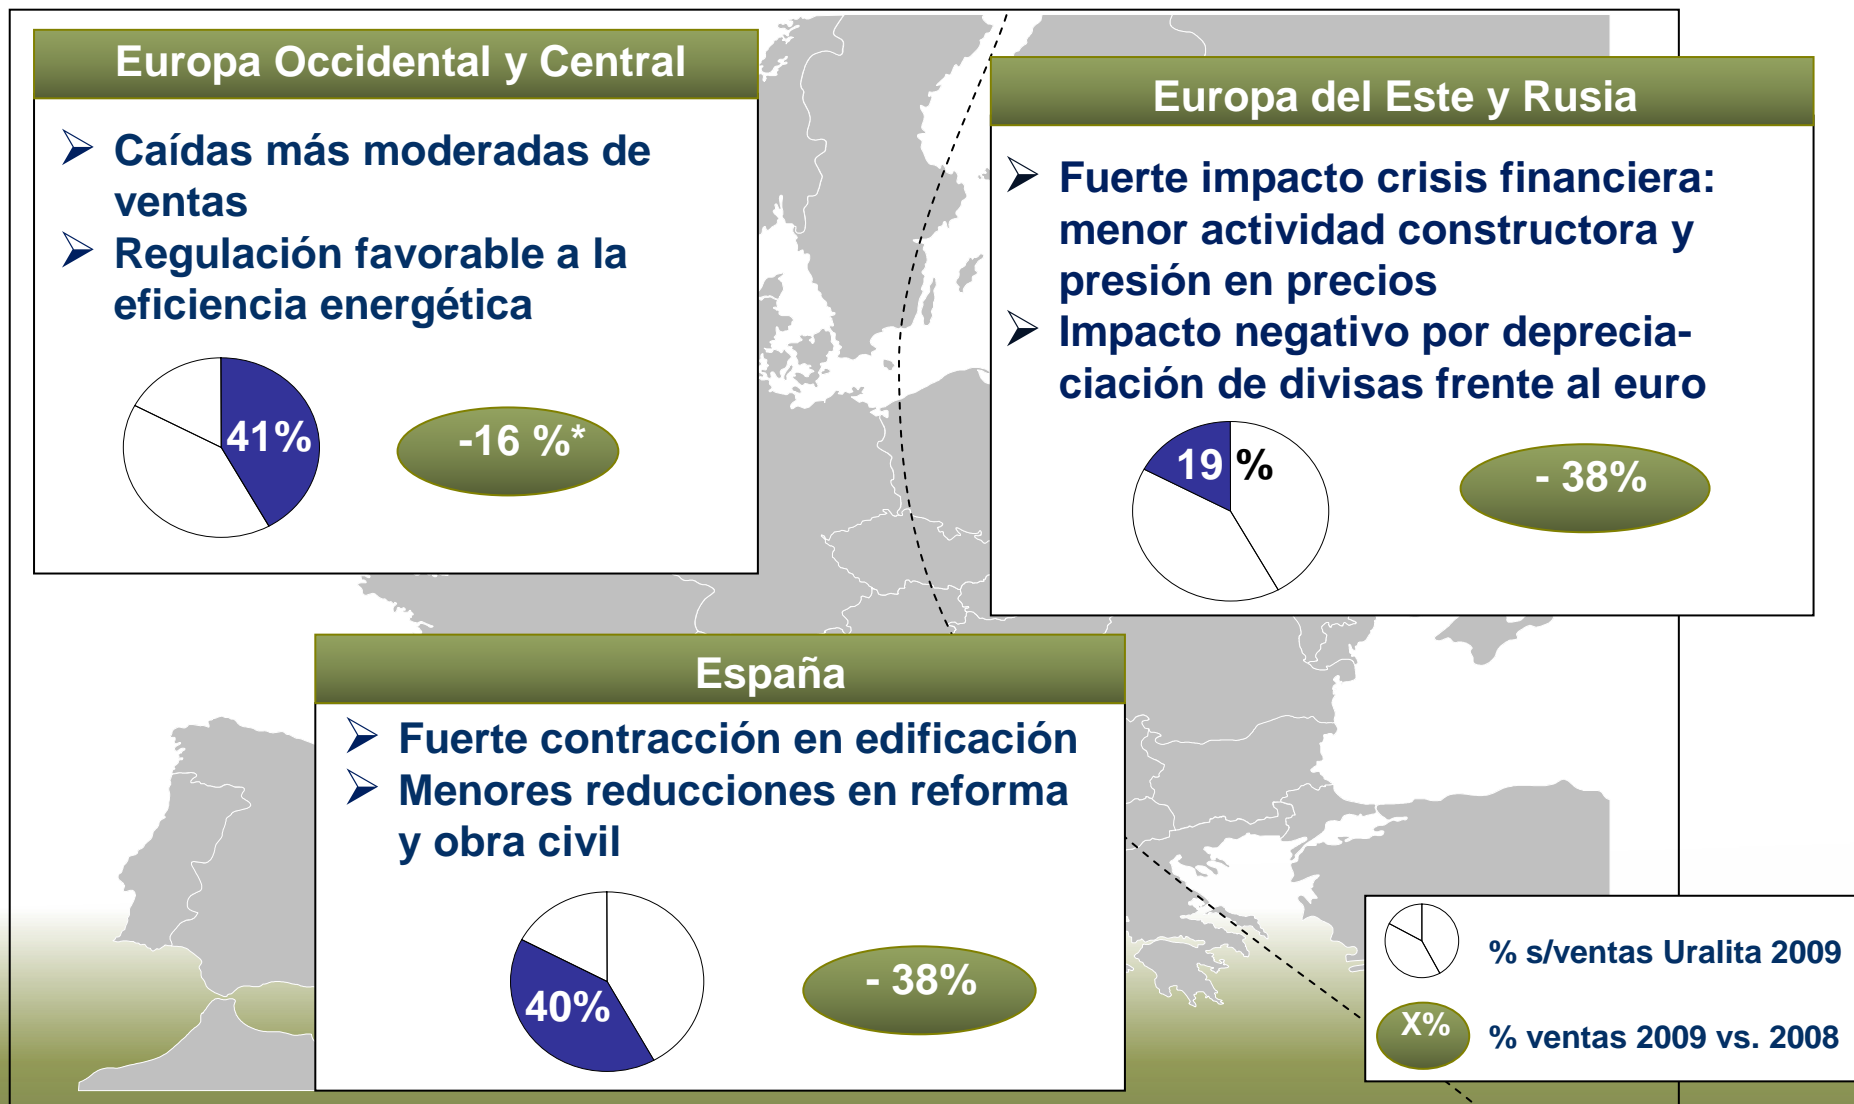 Europa Occidental y Central
Caídas más moderadas de
ventas
Regulación favorable a la
eficiencia energética
41%
-16 %*
Europa del Este y Rusia
Fuerte impacto crisis financiera:
menor actividad constructora y
presión en precios
Impacto negativo por deprecia-
ciación de divisas frente al euro
19 %
- 38%
España
Fuerte contracción en edificación
Menores reducciones en reforma
y obra civil
40%
- 38%
% s/ventas Uralita 2009
X%
% ventas 2009 vs. 2008